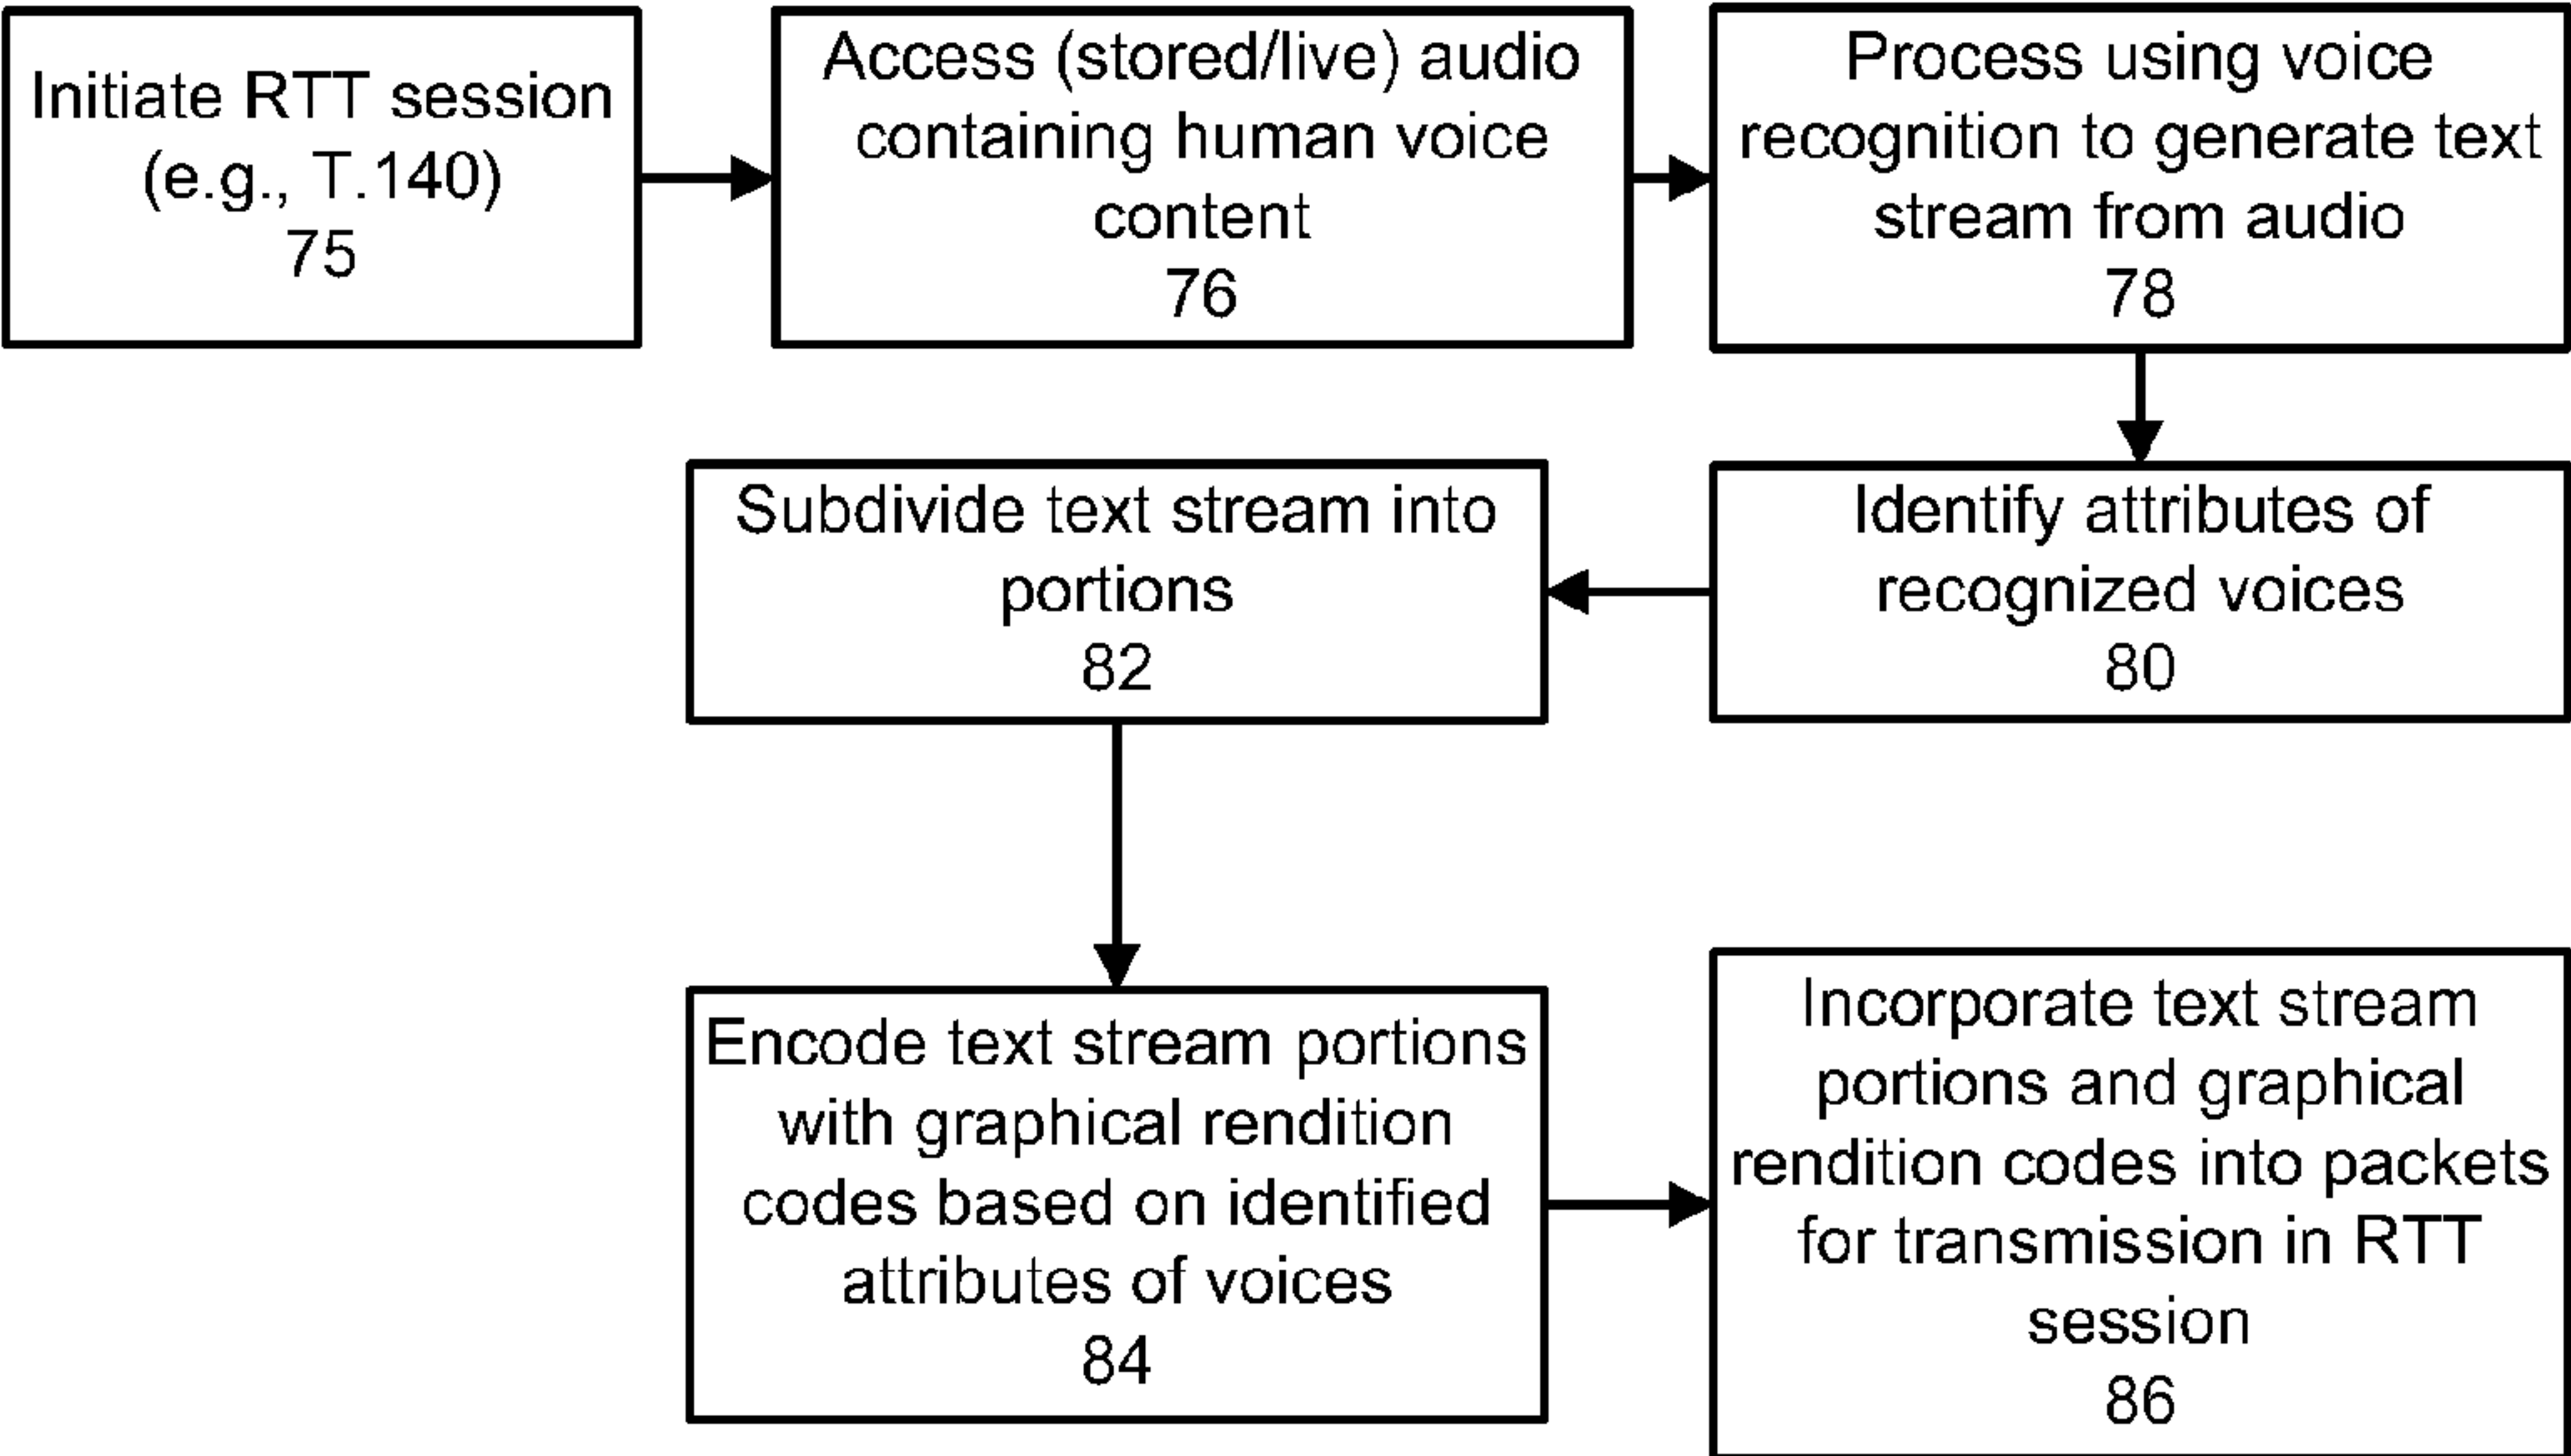 Initiate RTT session
(e.g., T.140)
75
Access (stored/live) audio
containing human voice
content
76
Process using voice
recognition to generate text
stream from audio
78
Identify attributes of
recognized voices
80
Subdivide text stream into
portions
82
Encode text stream portions
with graphical rendition
codes based on identified
attributes of voices
84
Incorporate text stream
portions and graphical
rendition codes into packets
for transmission in RTT
session
86